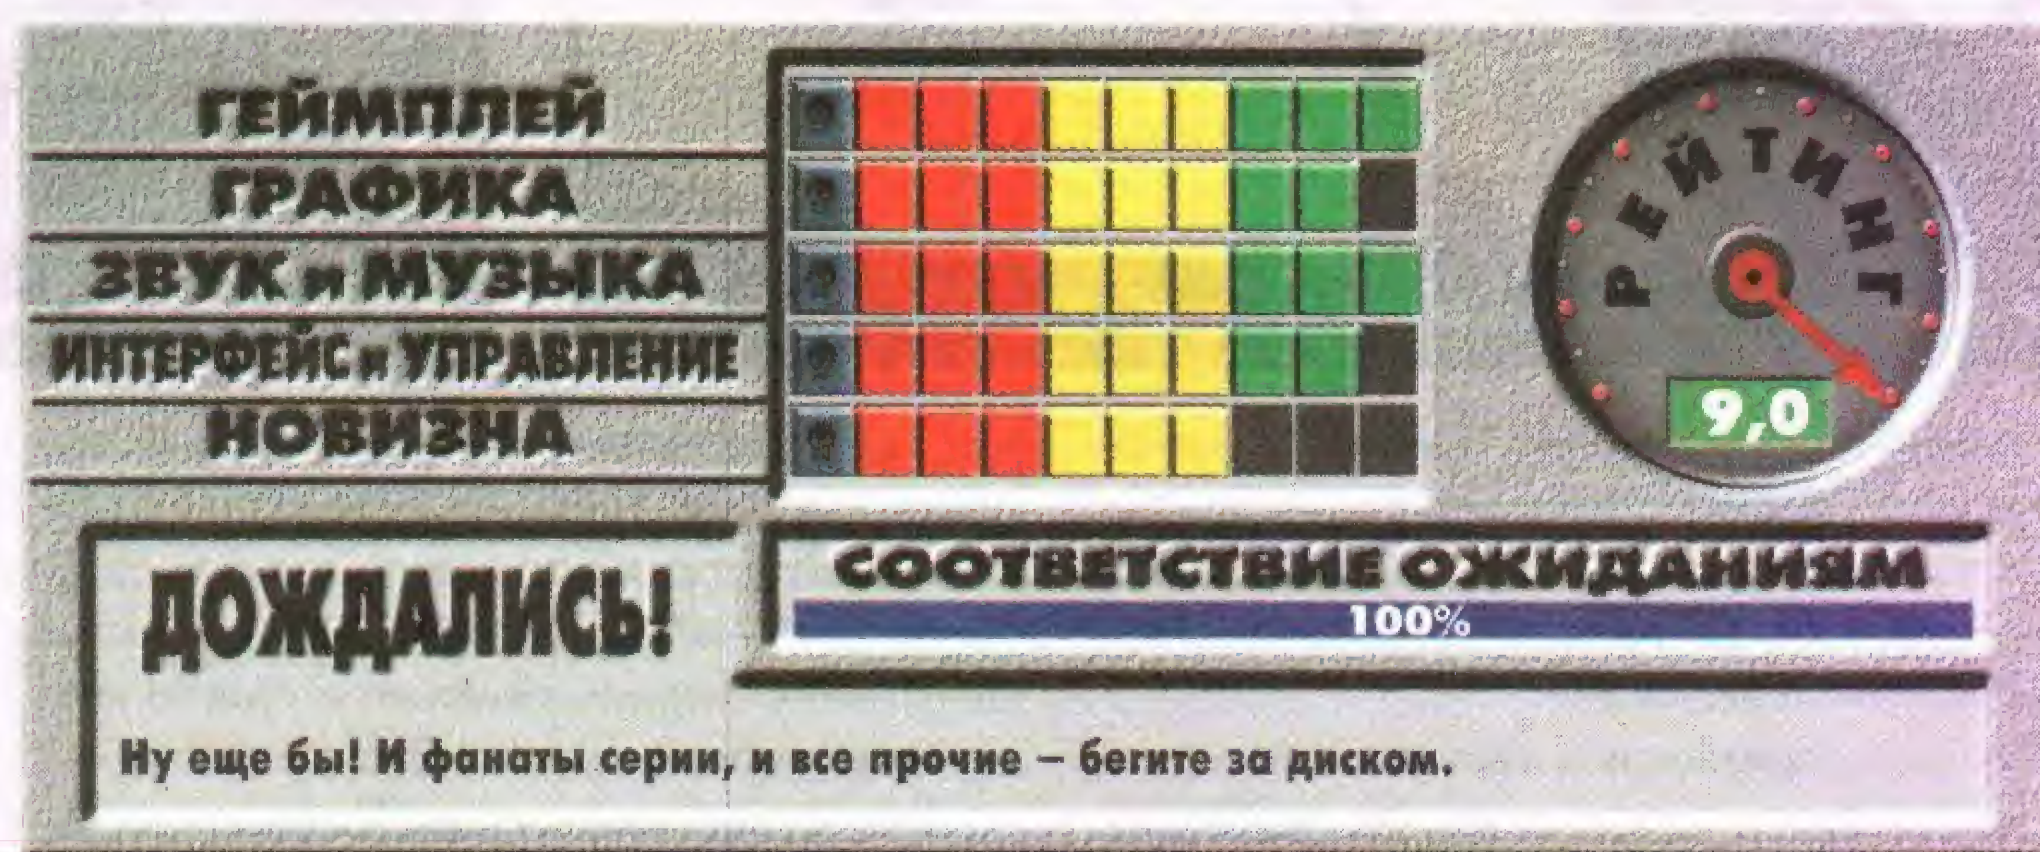 ГЕЙМПЛЕЙ
ГРАФИКА
ЗВУК и МУЗЫКА
ИНТЕРФЕЙС и УПРАВЛЕНИЕ
НОВИЗНА
РЕЙТИНГ
9,0
ДОЖДАЛИСЬ!
СООТВЕТСТВИЕ ОЖИДАНИЯМ
100%
Ну еще бы! И фанаты серии, и все прочие – бегите за диском.